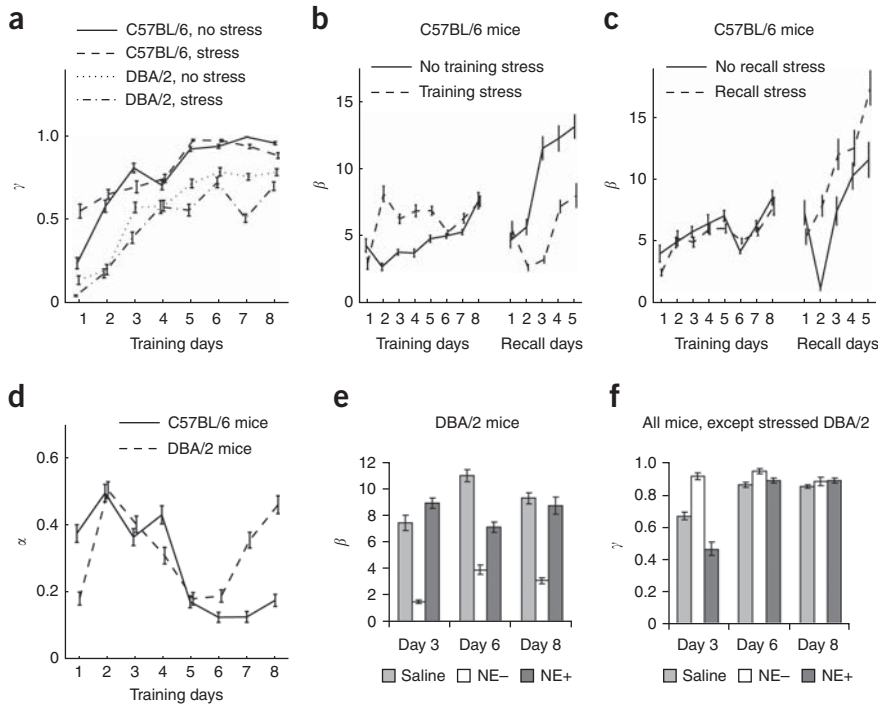 a
C57BL/6, no stress
C57BL/6, stress
DBA/2, no stress
DBA/2, stress
1.0
0.5
0
γ
1 2 3 4 5 6 7 8
Training days
b
C57BL/6 mice
No training stress
Training stress
15
10
5
0
β
1 2 3 4 5 6 7 8 1 2 3 4 5
Training days Recall days
c
C57BL/6 mice
No recall stress
Recall stress
15
10
5
0
β
1 2 3 4 5 6 7 8 1 2 3 4 5
Training days Recall days
d
C57BL/6 mice
DBA/2 mice
0.6
0.4
0.2
0
α
1 2 3 4 5 6 7 8
Training days
e
DBA/2 mice
12
10
8
6
4
2
0
β
Day 3 Day 6 Day 8
Saline NE– NE+
f
All mice, except stressed DBA/2
1
0.8
0.6
0.4
0.2
0
γ
Day 3 Day 6 Day 8
Saline NE– NE+